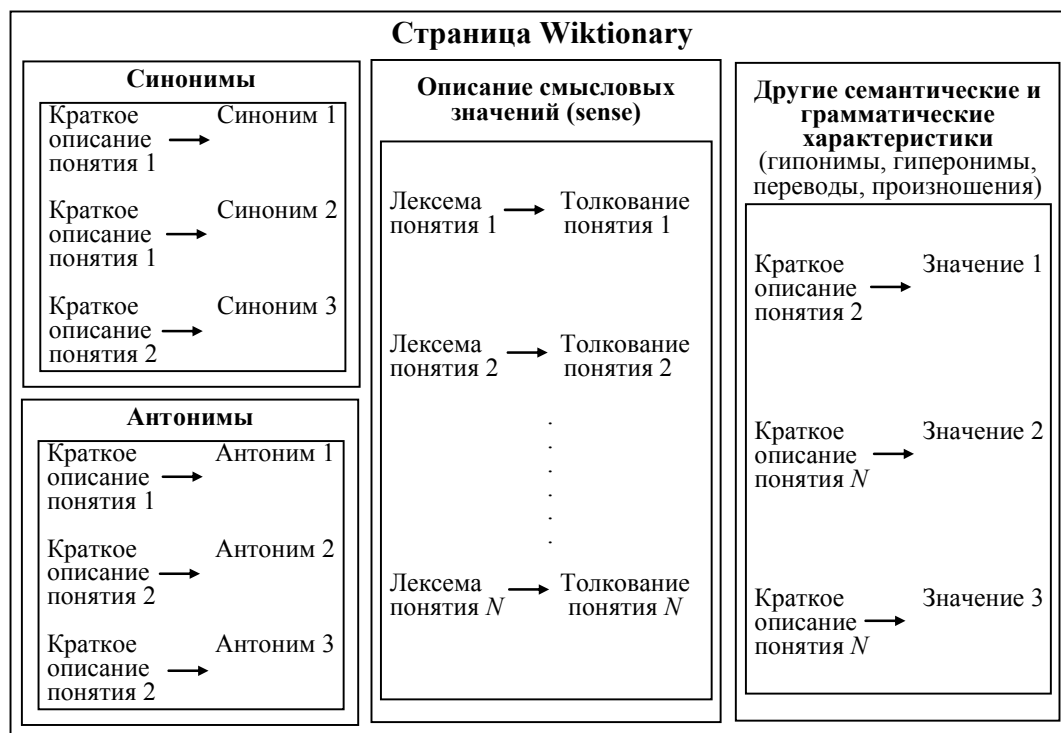 Страница Wiktionary
Синонимы
Краткое
описание
понятия 1
Синоним 1
Краткое
описание
понятия 1
Синоним 2
Краткое
описание
понятия 2
Синоним 3
Антонимы
Краткое
описание
понятия 1
Антоним 1
Краткое
описание
понятия 2
Антоним 2
Краткое
описание
понятия 2
Антоним 3
Описание смысловых
значений (sense)
Лексема
понятия 1
Толкование
понятия 1
Лексема
понятия 2
Толкование
понятия 2
Лексема
понятия N
Толкование
понятия N
Другие семантические и
грамматические
характеристики
(гипонимы, гиперонимы,
переводы, произношения)
Краткое
описание
понятия 2
Значение 1
Краткое
описание
понятия N
Значение 2
Краткое
описание
понятия N
Значение 3